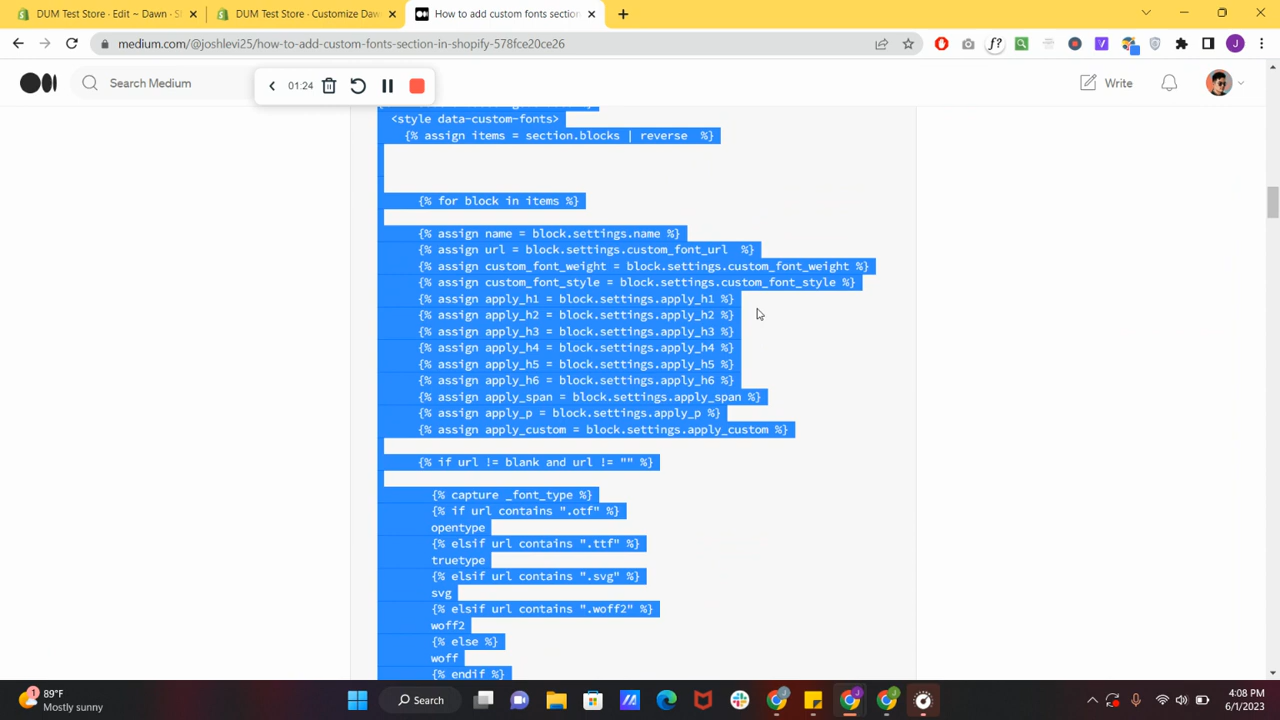 DUM Test Store · Edit ~ Dawn · S
DUM Test Store · Customize Daw
How to add custom fonts section
medium.com/@joshlevi25/how-to-add-custom-fonts-section-in-shopify-578fce20ce26
f?
J
Search Medium
01:24
Write
<style data-custom-fonts>
{% assign items = section.blocks | reverse %}
{% for block in items %}
{% assign name = block.settings.name %}
{% assign url = block.settings.custom_font_url %}
{% assign custom_font_weight = block.settings.custom_font_weight %}
{% assign custom_font_style = block.settings.custom_font_style %}
{% assign apply_h1 = block.settings.apply_h1 %}
{% assign apply_h2 = block.settings.apply_h2 %}
{% assign apply_h3 = block.settings.apply_h3 %}
{% assign apply_h4 = block.settings.apply_h4 %}
{% assign apply_h5 = block.settings.apply_h5 %}
{% assign apply_h6 = block.settings.apply_h6 %}
{% assign apply_span = block.settings.apply_span %}
{% assign apply_p = block.settings.apply_p %}
{% assign apply_custom = block.settings.apply_custom %}
{% if url != blank and url != "" %}
{% capture _font_type %}
{% if url contains ".otf" %}
opentype
{% elsif url contains ".ttf" %}
truetype
{% elsif url contains ".svg" %}
svg
{% elsif url contains ".woff2" %}
woff2
{% else %}
woff
{% endif %}
1
89°F
Mostly sunny
Search
4:08 PM
6/1/2023